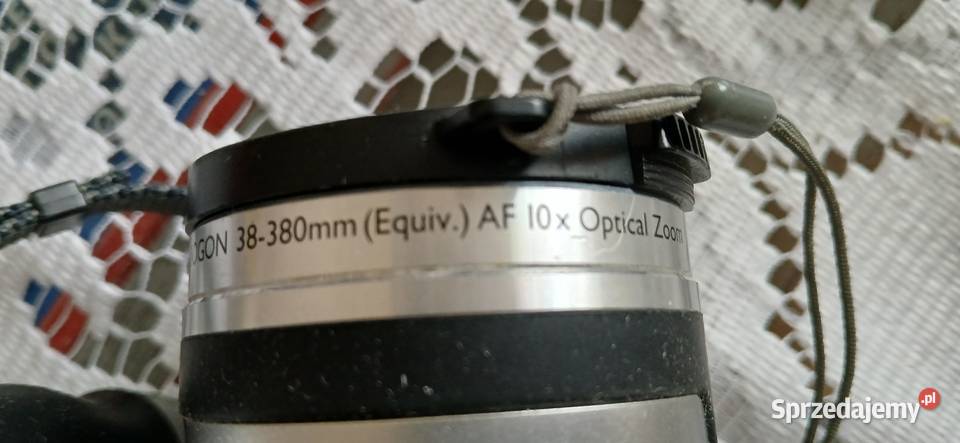 38-380mm (Equiv.) AF 10x Optical Zoom
Sprzedajemy.pl